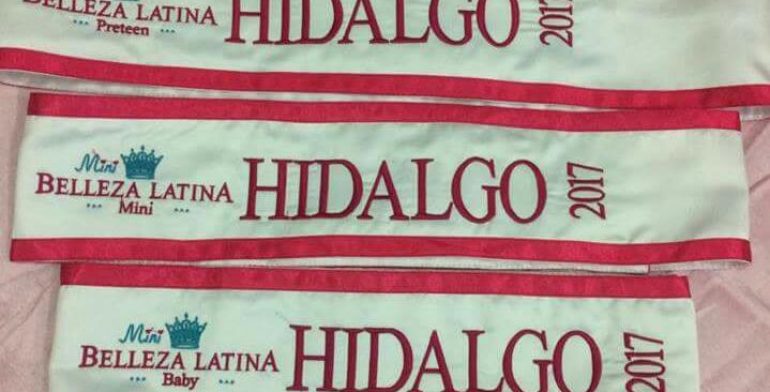 BELLEZA LATINA HIDALGO 2017
Preteen
Mini
BELLEZA LATINA HIDALGO 2017
Mini
Mini
BELLEZA LATINA HIDALGO 2017
Baby